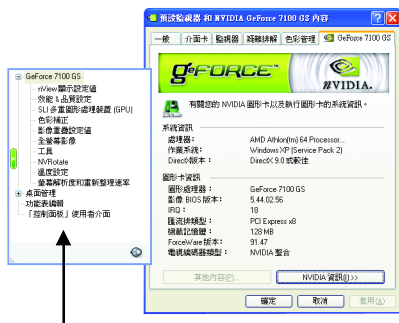 預設監視器 和 NVIDIA GeForce 7100 GS 內容
一般 介面卡 監視器 疑難排解 色彩管理 GeForce 7100 GS
GeFORCE
nVIDIA.
有關您的 NVIDIA 圖形卡以及執行圖形卡的系統資訊。
系統資訊
處理器： AMD Athlon(tm) 64 Processor...
作業系統： Windows XP (Service Pack 2)
DirectX版本： DirectX 9.0 或較佳
圖形卡資訊
圖形處理器： GeForce 7100 GS
影像 BIOS 版本： 5.44.02.56
IRQ： 18
匯流排類型： PCI Express x8
機載記憶體： 128 MB
ForceWare 版本： 91.47
電視編碼器類型： NVIDIA 整合
其他內容(P)... NVIDIA 資訊(I) >>
確定 取消 套用(A)
GeForce 7100 GS
nView 顯示設定值
效能 & 品質設定
SLI 多重圖形處理裝置 (GPU)
色彩補正
影像重疊設定值
全螢幕影像
工具
NVRotate
溫度設定
螢幕解析度和重新整理速率
桌面管理
功能表編輯
「控制面板」使用者介面